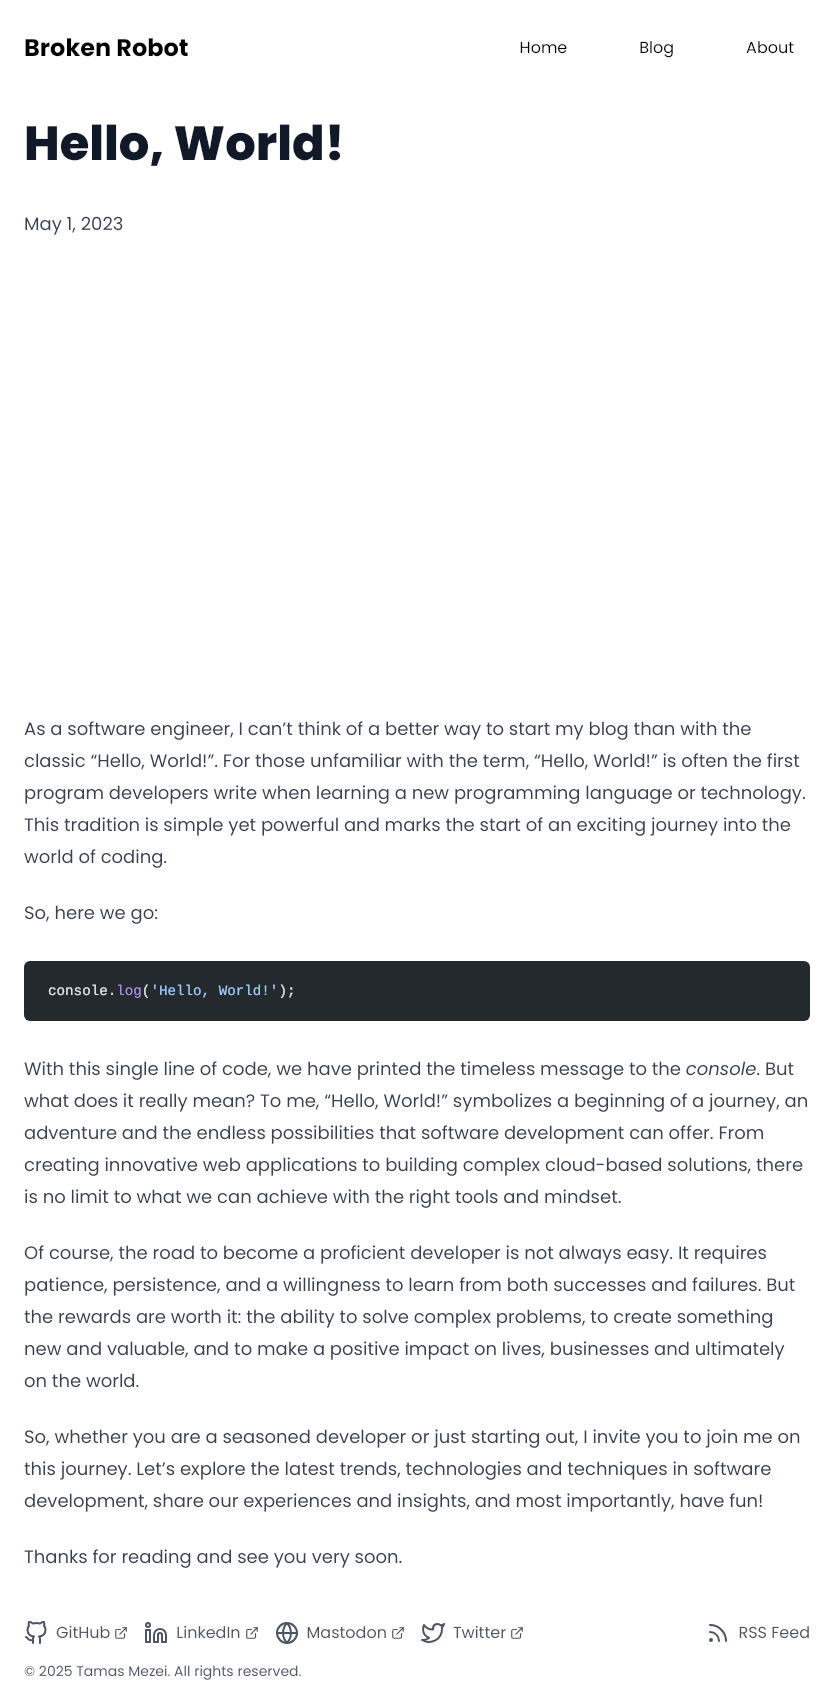 Broken Robot
Home
Blog
About
Hello, World!
May 1, 2023
As a software engineer, I can’t think of a better way to start my blog than with the
classic “Hello, World!”. For those unfamiliar with the term, “Hello, World!” is often the first
program developers write when learning a new programming language or technology.
This tradition is simple yet powerful and marks the start of an exciting journey into the
world of coding.
So, here we go:
console.log('Hello, World!');
With this single line of code, we have printed the timeless message to the console. But
what does it really mean? To me, “Hello, World!” symbolizes a beginning of a journey, an
adventure and the endless possibilities that software development can offer. From
creating innovative web applications to building complex cloud-based solutions, there
is no limit to what we can achieve with the right tools and mindset.
Of course, the road to become a proficient developer is not always easy. It requires
patience, persistence, and a willingness to learn from both successes and failures. But
the rewards are worth it: the ability to solve complex problems, to create something
new and valuable, and to make a positive impact on lives, businesses and ultimately
on the world.
So, whether you are a seasoned developer or just starting out, I invite you to join me on
this journey. Let’s explore the latest trends, technologies and techniques in software
development, share our experiences and insights, and most importantly, have fun!
Thanks for reading and see you very soon.
GitHub
LinkedIn
Mastodon
Twitter
RSS Feed
© 2025 Tamas Mezei. All rights reserved.